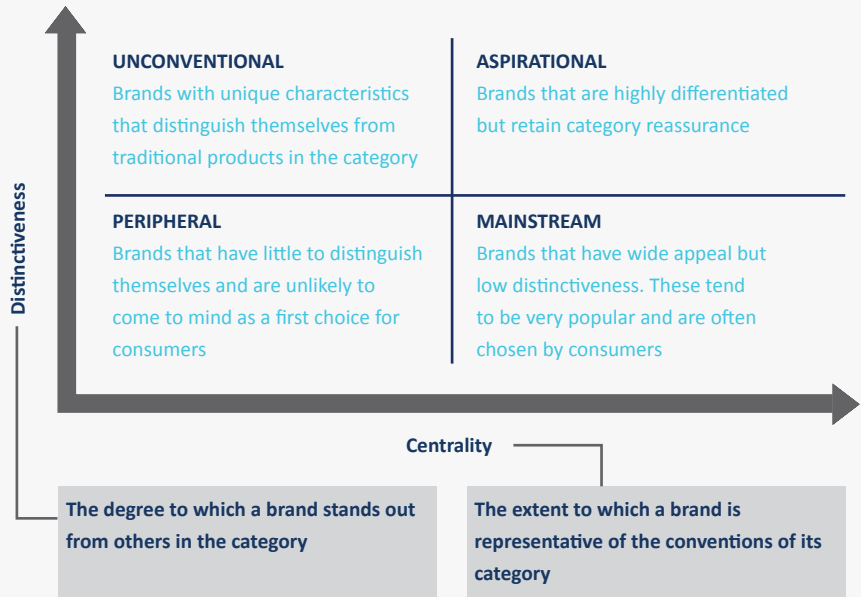 UNCONVENTIONAL
Brands with unique characteristics
that distinguish themselves from
traditional products in the category
ASPIRATIONAL
Brands that are highly differentiated
but retain category reassurance
PERIPHERAL
Brands that have little to distinguish
themselves and are unlikely to
come to mind as a first choice for
consumers
MAINSTREAM
Brands that have wide appeal but
low distinctiveness. These tend
to be very popular and are often
chosen by consumers
Distinctiveness
Centrality
The degree to which a brand stands out
from others in the category
The extent to which a brand is
representative of the conventions of its
category